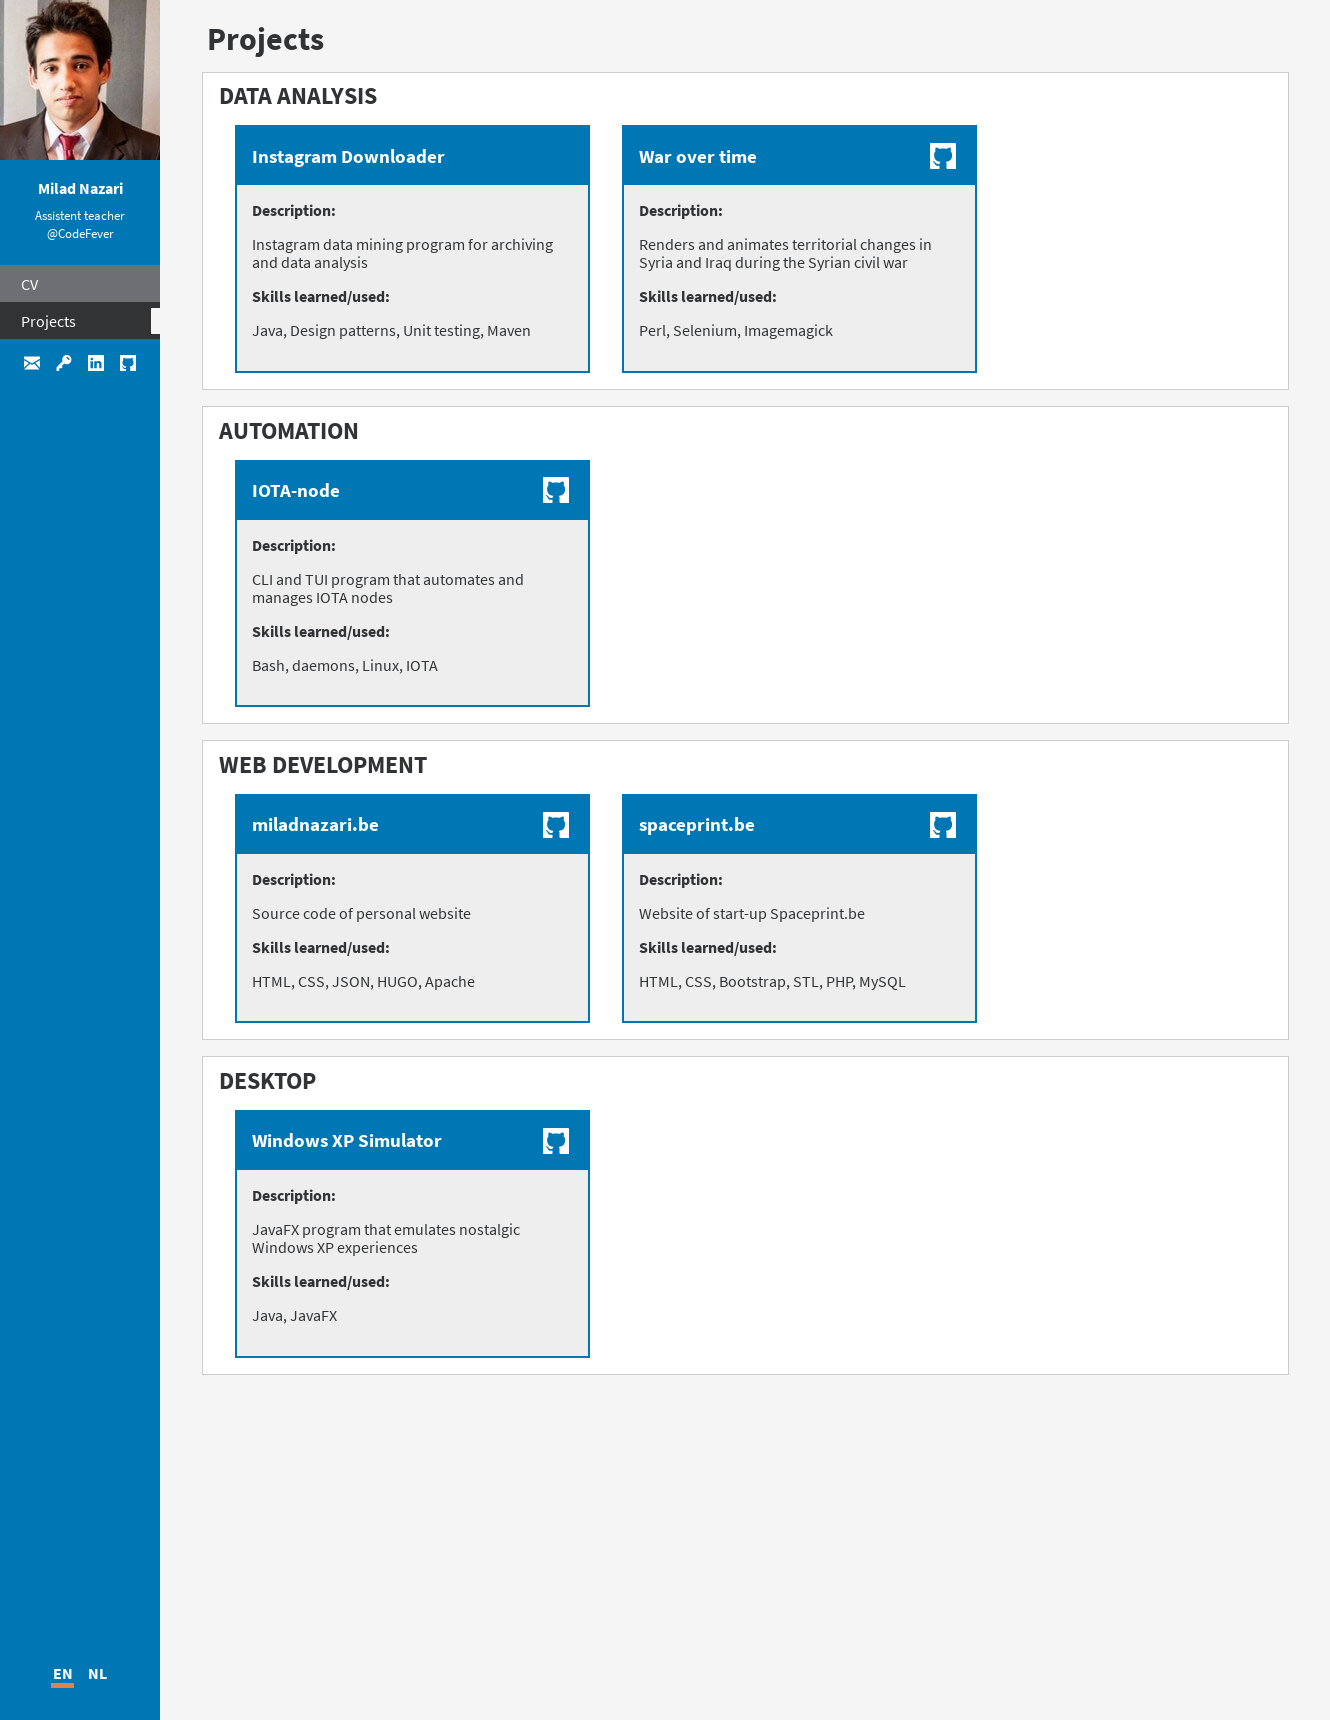 Milad Nazari
Assistent teacher
@CodeFever
CV
Projects
EN NL
Projects
DATA ANALYSIS
Instagram Downloader
Description:
Instagram data mining program for archiving
and data analysis
Skills learned/used:
Java, Design patterns, Unit testing, Maven
War over time
Description:
Renders and animates territorial changes in
Syria and Iraq during the Syrian civil war
Skills learned/used:
Perl, Selenium, Imagemagick
AUTOMATION
IOTA-node
Description:
CLI and TUI program that automates and
manages IOTA nodes
Skills learned/used:
Bash, daemons, Linux, IOTA
WEB DEVELOPMENT
miladnazari.be
Description:
Source code of personal website
Skills learned/used:
HTML, CSS, JSON, HUGO, Apache
spaceprint.be
Description:
Website of start-up Spaceprint.be
Skills learned/used:
HTML, CSS, Bootstrap, STL, PHP, MySQL
DESKTOP
Windows XP Simulator
Description:
JavaFX program that emulates nostalgic
Windows XP experiences
Skills learned/used:
Java, JavaFX